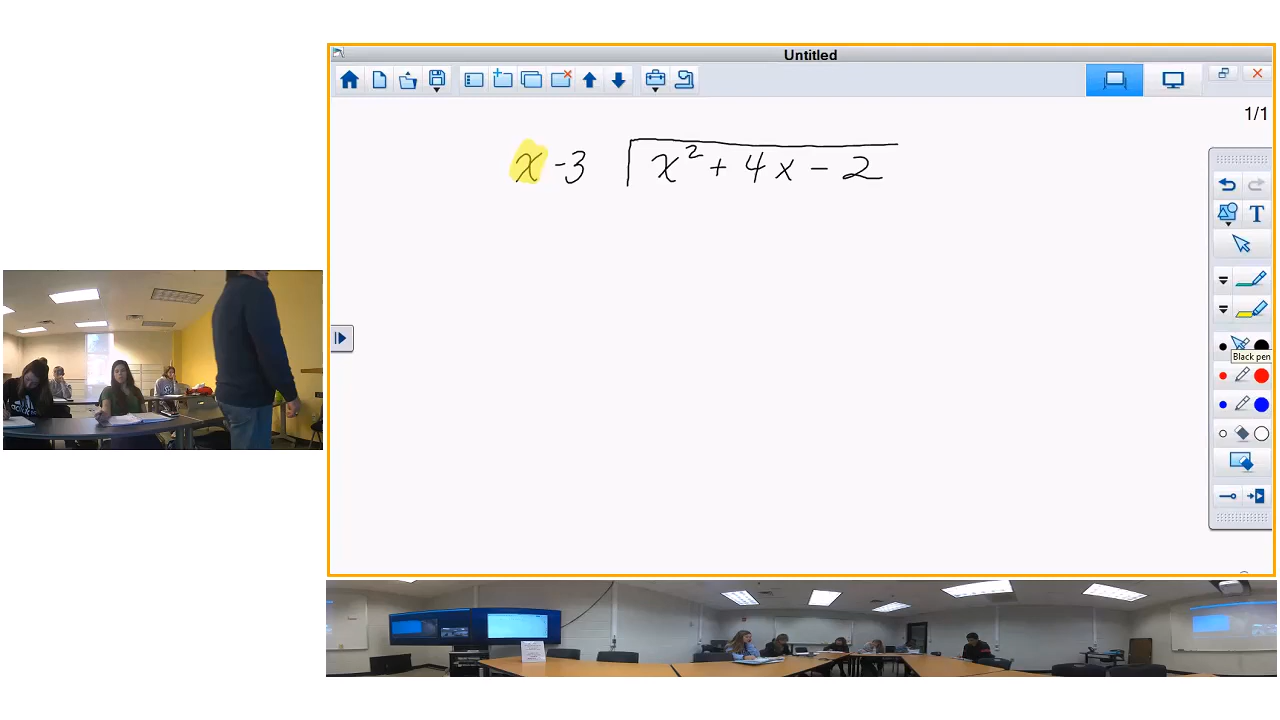 Untitled
1/1
x - 3 x² + 4x - 2
Black pen